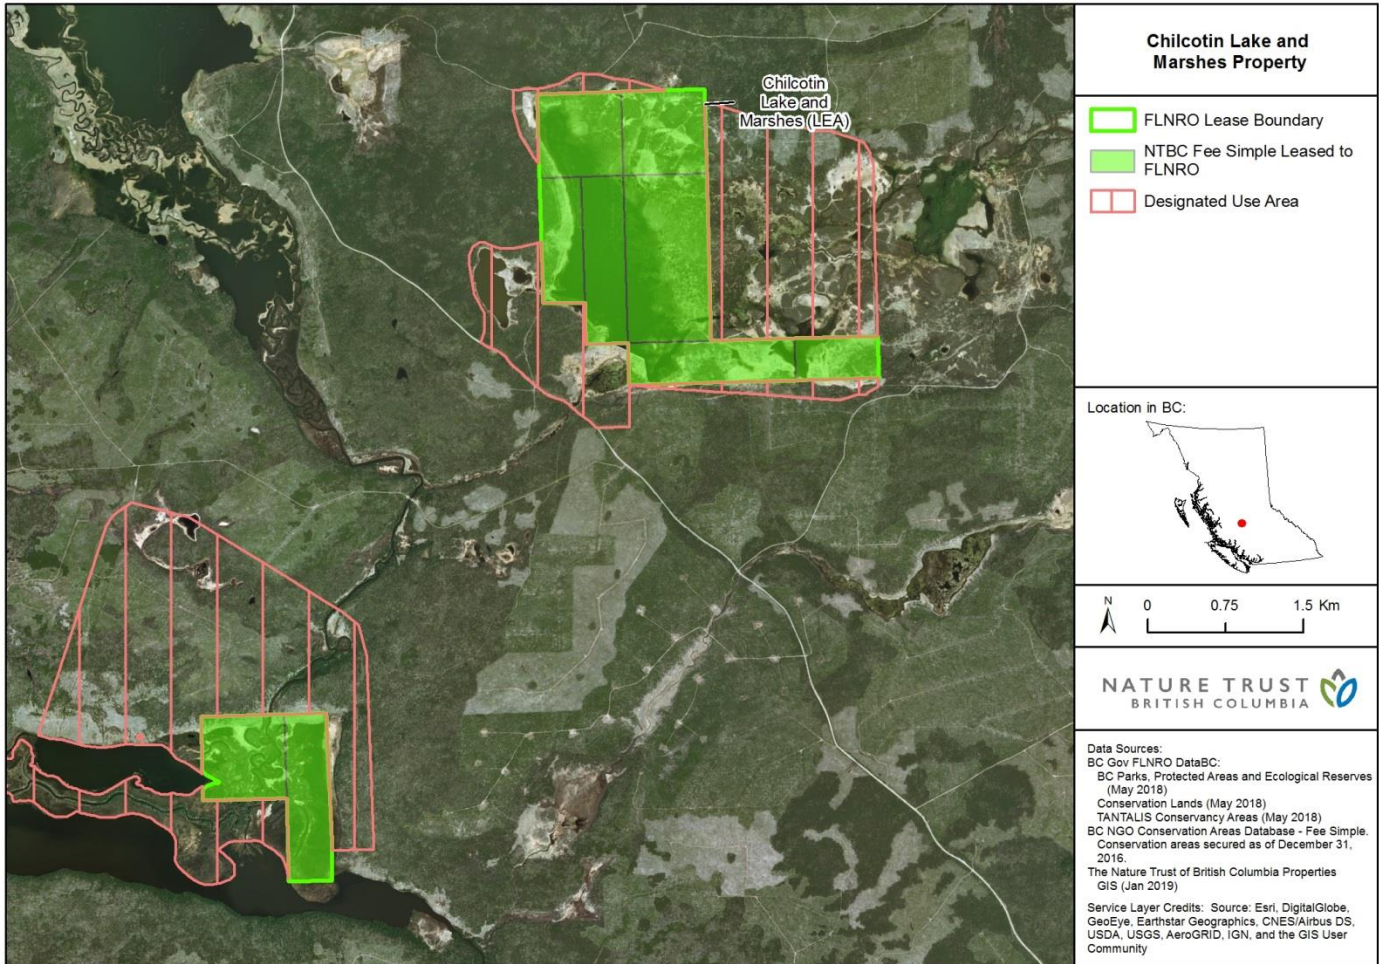 Chilcotin
Lake and
Marshes (LEA)
Chilcotin Lake and
Marshes Property
FLNRO Lease Boundary
NTBC Fee Simple Leased to
FLNRO
Designated Use Area
Location in BC:
N
0 0.75 1.5 Km
NATURE TRUST
BRITISH COLUMBIA
Data Sources:
BC Gov FLNRO DataBC:
BC Parks, Protected Areas and Ecological Reserves
(May 2018)
Conservation Lands (May 2018)
TANTALIS Conservancy Areas (May 2018)
BC NGO Conservation Areas Database - Fee Simple.
Conservation areas secured as of December 31,
2016.
The Nature Trust of British Columbia Properties
GIS (Jan 2019)
Service Layer Credits: Source: Esri, DigitalGlobe,
GeoEye, Earthstar Geographics, CNES/Airbus DS,
USDA, USGS, AeroGRID, IGN, and the GIS User
Community